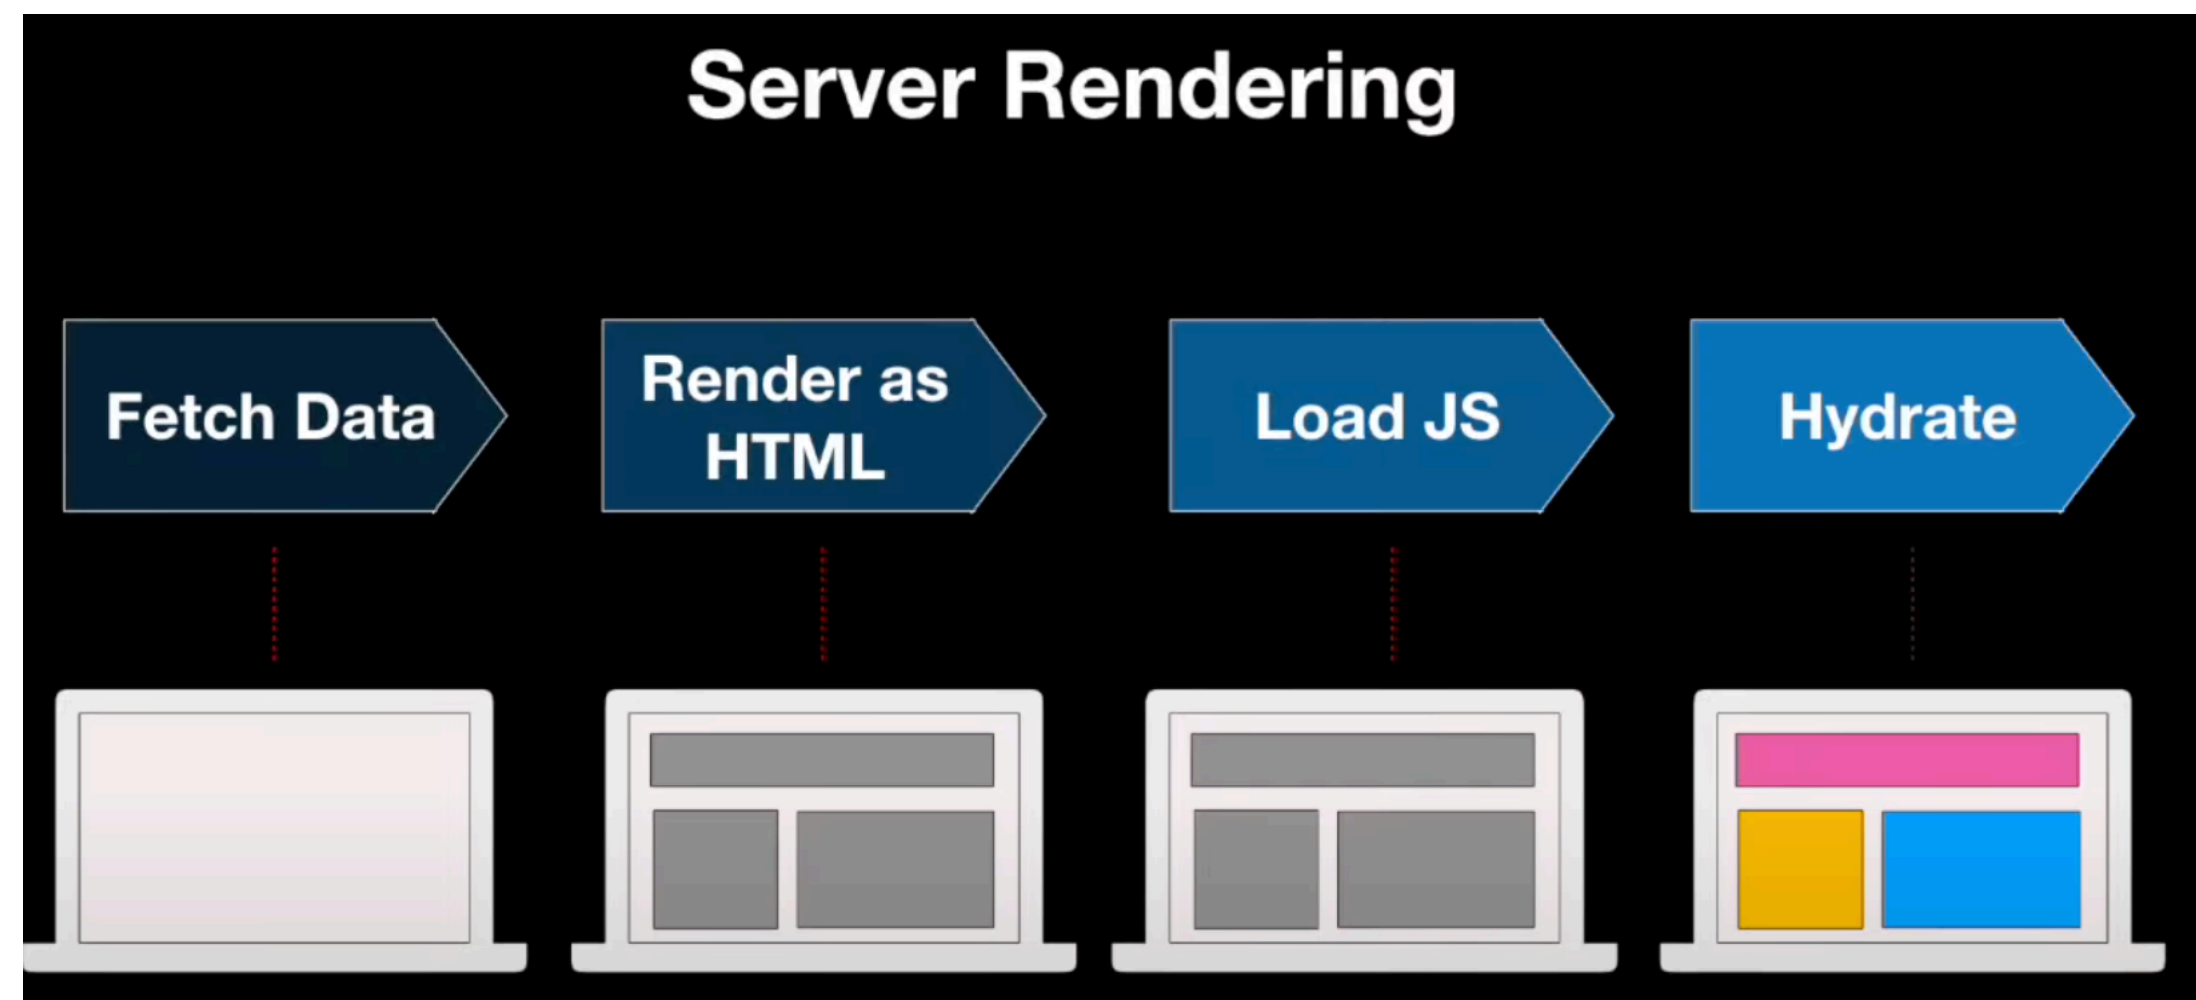 Server Rendering
Fetch Data
Render as
HTML
Load JS
Hydrate